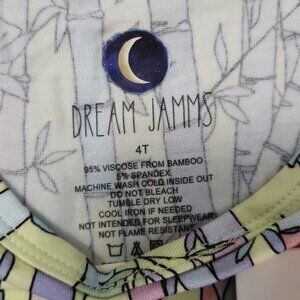 DREAM JAMMS
4T
95% VISCOSE FROM BAMBOO
5% SPANDEX
MACHINE WASH COLD INSIDE OUT
DO NOT BLEACH
TUMBLE DRY LOW
COOL IRON IF NEEDED
NOT INTENDED FOR SLEEPWEAR
NOT FLAME RESISTANT